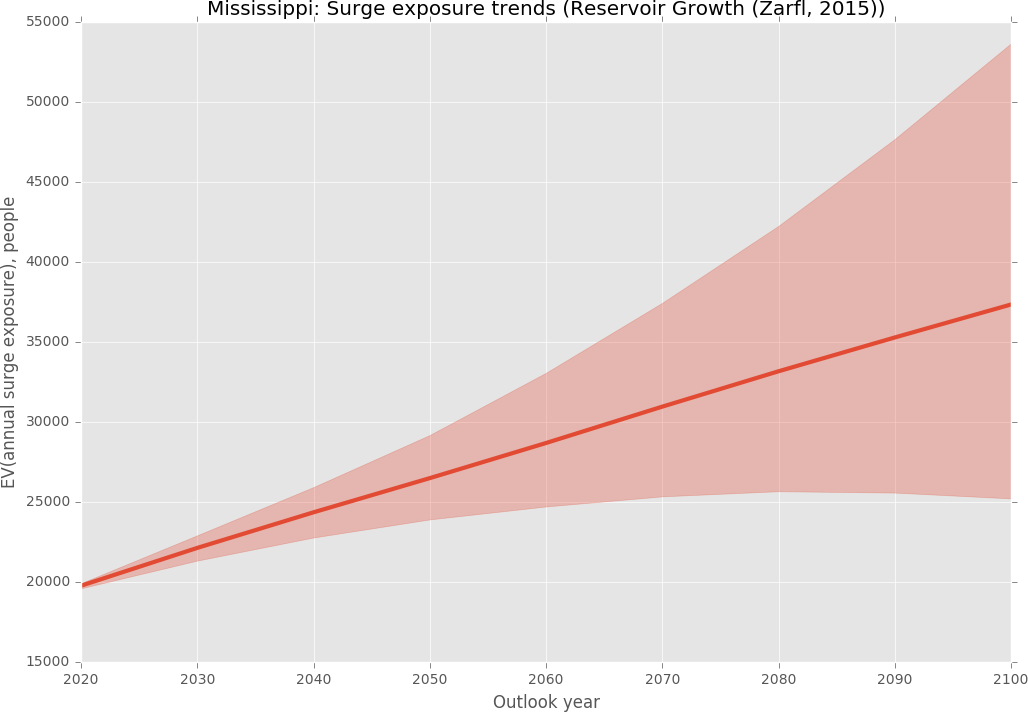 Mississippi: Surge exposure trends (Reservoir Growth (Zarfl, 2015))
EV(annual surge exposure), people
55000
50000
45000
40000
35000
30000
25000
20000
15000
2020 2030 2040 2050 2060 2070 2080 2090 2100
Outlook year